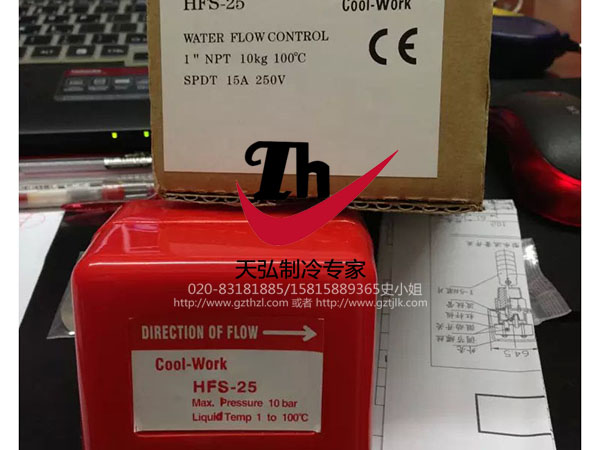 HFS-25 Cool-Work
WATER FLOW CONTROL
1" NPT 10kg 100℃
SPDT 15A 250V
CE
Th
天弘制冷专家
020-83181885/15815889365史小姐
http://www.gzthzl.com 或者 http://www.gztjlk.com
DIRECTION OF FLOW
Cool-Work
HFS-25
Max. Pressure 10 bar
Liquid Temp 1 to 100℃
64.5